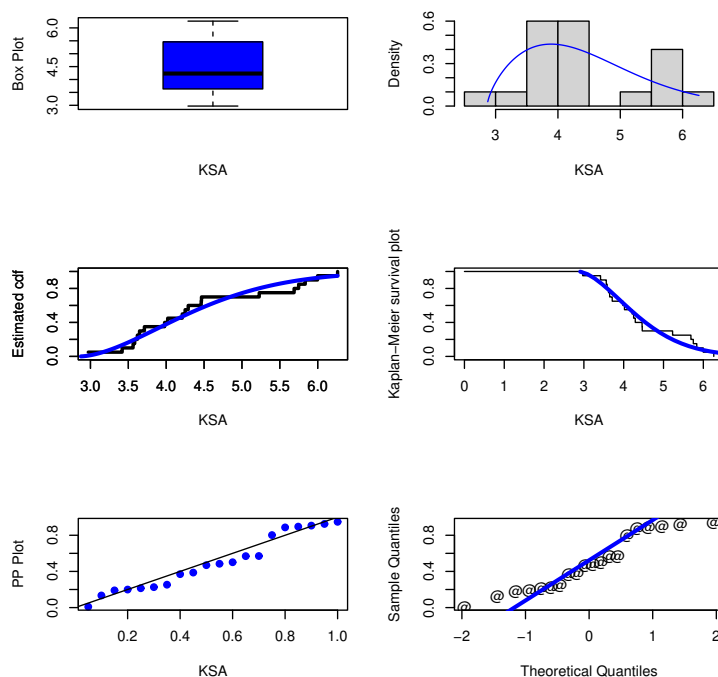 Box Plot
3.0 4.5 6.0
KSA
Density
0.0 0.3 0.6
3 4 5 6
KSA
Estimated cdf
0.0 0.4 0.8
3.0 3.5 4.0 4.5 5.0 5.5 6.0
KSA
Kaplan−Meier survival plot
0.0 0.4 0.8
0 1 2 3 4 5 6
KSA
PP Plot
0.0 0.4 0.8
0.2 0.4 0.6 0.8 1.0
KSA
Sample Quantiles
0.0 0.4 0.8
@ @ @ @ @ @ @ @ @ @ @ @ @ @ @ @ @ @ @ @
−2 −1 0 1 2
Theoretical Quantiles